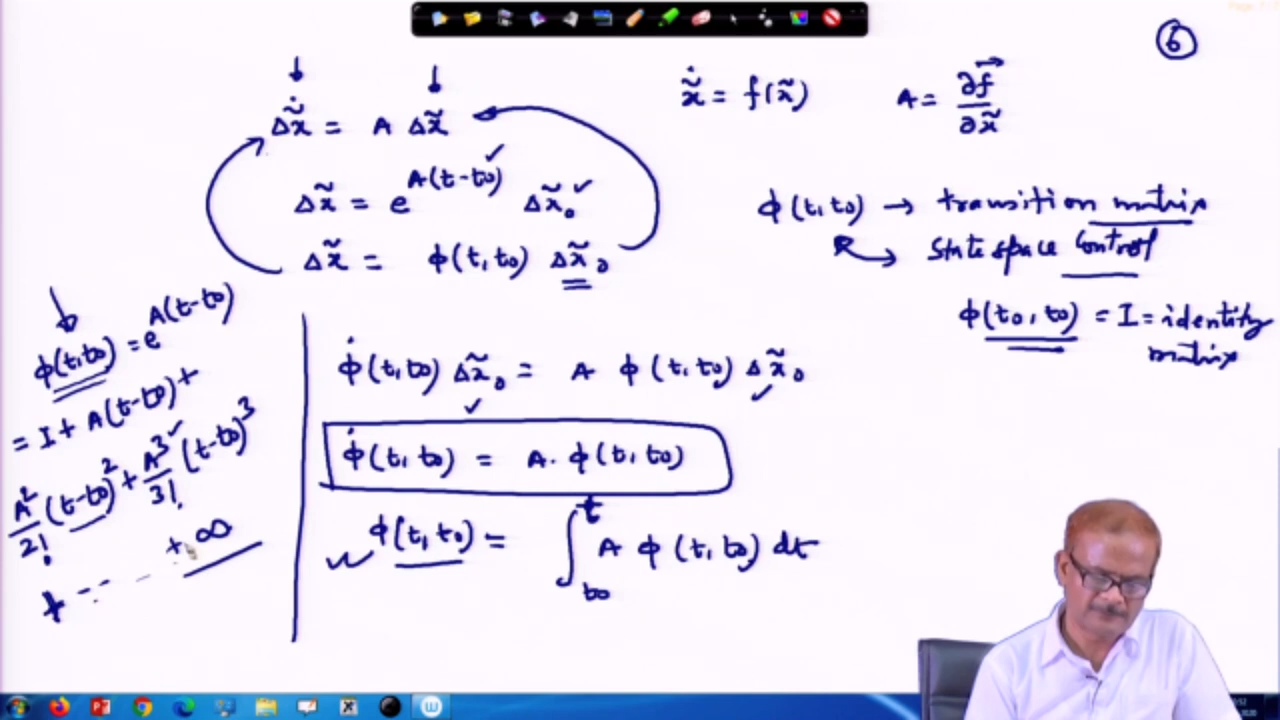 6
Δẋ̃ = A Δx̃
ẋ̃ = f(x̃)
A = ∂f⃗/∂x̃
Δx̃ = e^{A(t-t0)} Δx̃₀
Δx̃ = φ(t,t0) Δx̃₀
φ(t,t0) → transition matrix
↳ State space control
φ(t0,t0) = I = identity
matrix
φ(t,t0) = e^{A(t-t0)}
= I + A(t-t0) +
A²/2! (t-t0)² + A³/3! (t-t0)³
+ - - - - + ∞
φ̇(t,t0) Δx̃₀ = A φ(t,t0) Δx̃₀
φ̇(t,t0) = A. φ(t,t0)
φ(t,t0) = ∫_{t0}^{t} A φ(t,t0) dt